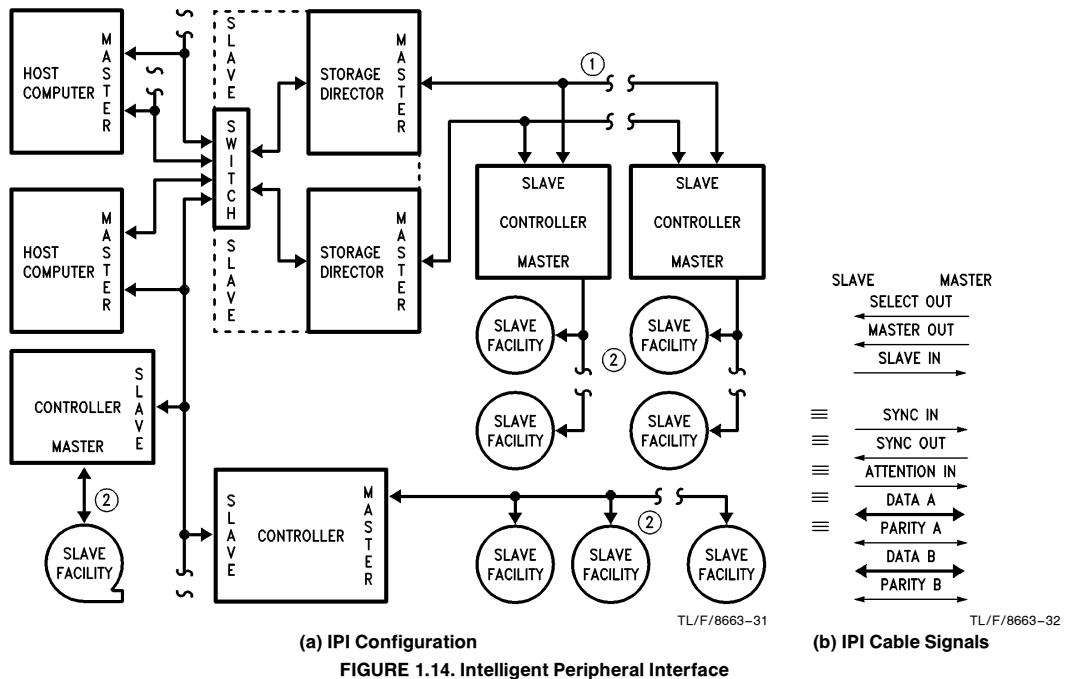 HOST
COMPUTER
MASTER
SLAVE
STORAGE
DIRECTOR
MASTER
1
SWITCH
SLAVE
CONTROLLER
MASTER
SLAVE
CONTROLLER
MASTER
HOST
COMPUTER
MASTER
SLAVE
STORAGE
DIRECTOR
MASTER
SLAVE
FACILITY
SLAVE
FACILITY
2
SLAVE
FACILITY
SLAVE
FACILITY
CONTROLLER
MASTER
SLAVE
2
SLAVE
FACILITY
SLAVE
CONTROLLER
MASTER
2
SLAVE
FACILITY
SLAVE
FACILITY
SLAVE
FACILITY
TL/F/8663–31
SLAVE MASTER
SELECT OUT
MASTER OUT
SLAVE IN
≡ SYNC IN
≡ SYNC OUT
≡ ATTENTION IN
≡ DATA A
≡ PARITY A
DATA B
PARITY B
TL/F/8663–32
(a) IPI Configuration
(b) IPI Cable Signals
FIGURE 1.14. Intelligent Peripheral Interface